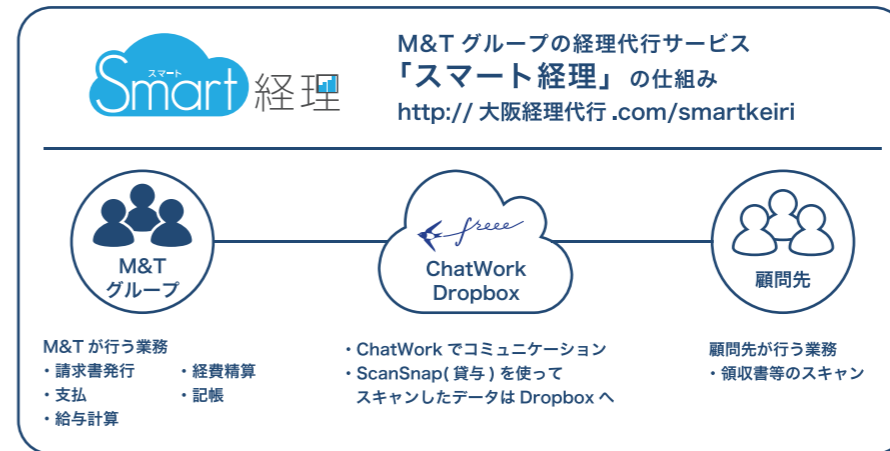 スマート
Smart経理
M&T グループの経理代行サービス
「スマート経理」の仕組み
http://大阪経理代行.com/smartkeiri
M&T
グループ
freee
ChatWork
Dropbox
顧問先
M&T が行う業務
・請求書発行
・経費精算
・支払
・記帳
・給与計算
・ChatWork でコミュニケーション
・ScanSnap(貸与)を使って
スキャンしたデータは Dropbox へ
顧問先が行う業務
・領収書等のスキャン